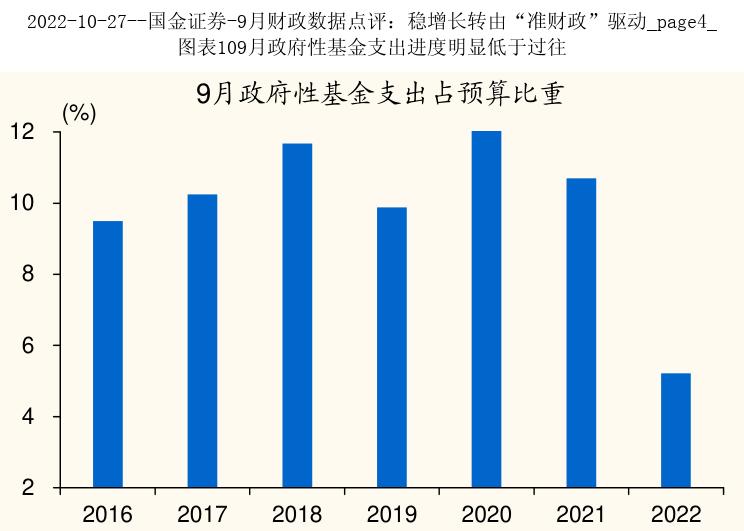 2022-10-27--国金证券-9月财政数据点评：稳增长转由“准财政”驱动_page4_
图表109月政府性基金支出进度明显低于过往
9月政府性基金支出占预算比重
(%)
12
10
8
6
4
2
2016 2017 2018 2019 2020 2021 2022